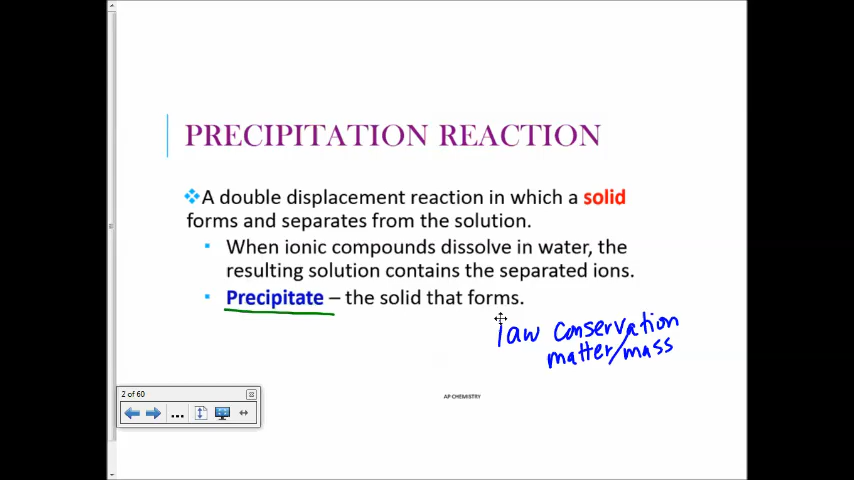 PRECIPITATION REACTION
❖A double displacement reaction in which a solid
forms and separates from the solution.
▪ When ionic compounds dissolve in water, the
resulting solution contains the separated ions.
▪ Precipitate – the solid that forms.
law conservation
matter/mass
2 of 60
...
AP CHEMISTRY